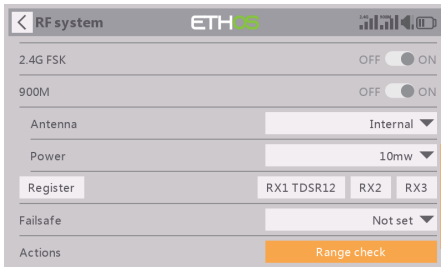 RF system ETHOS
2.4G FSK OFF ON
900M OFF ON
Antenna Internal
Power 10mw
Register RX1 TDSR12 RX2 RX3
Failsafe Not set
Actions Range check